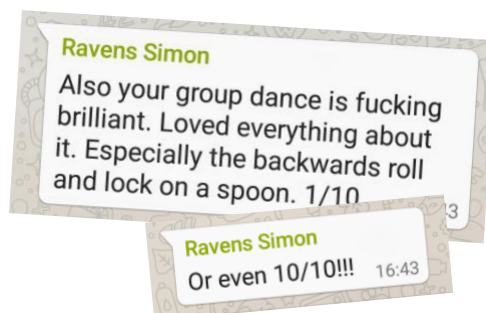 Ravens Simon
Also your group dance is fucking
brilliant. Loved everything about
it. Especially the backwards roll
and lock on a spoon. 1/10
Ravens Simon
Or even 10/10!!!
16:43